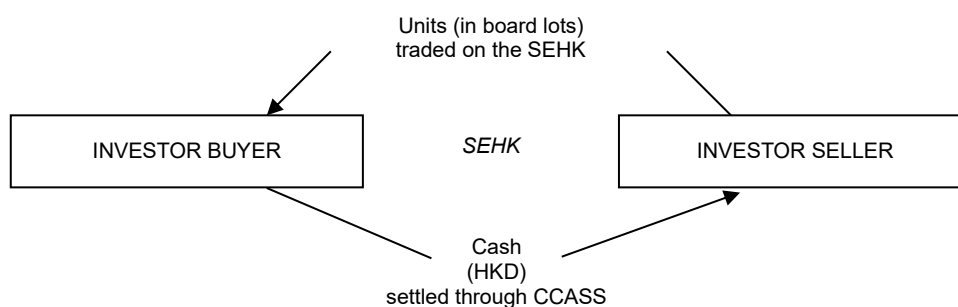 Units (in board lots)
traded on the SEHK
INVESTOR BUYER
SEHK
INVESTOR SELLER
Cash
(HKD)
settled through CCASS